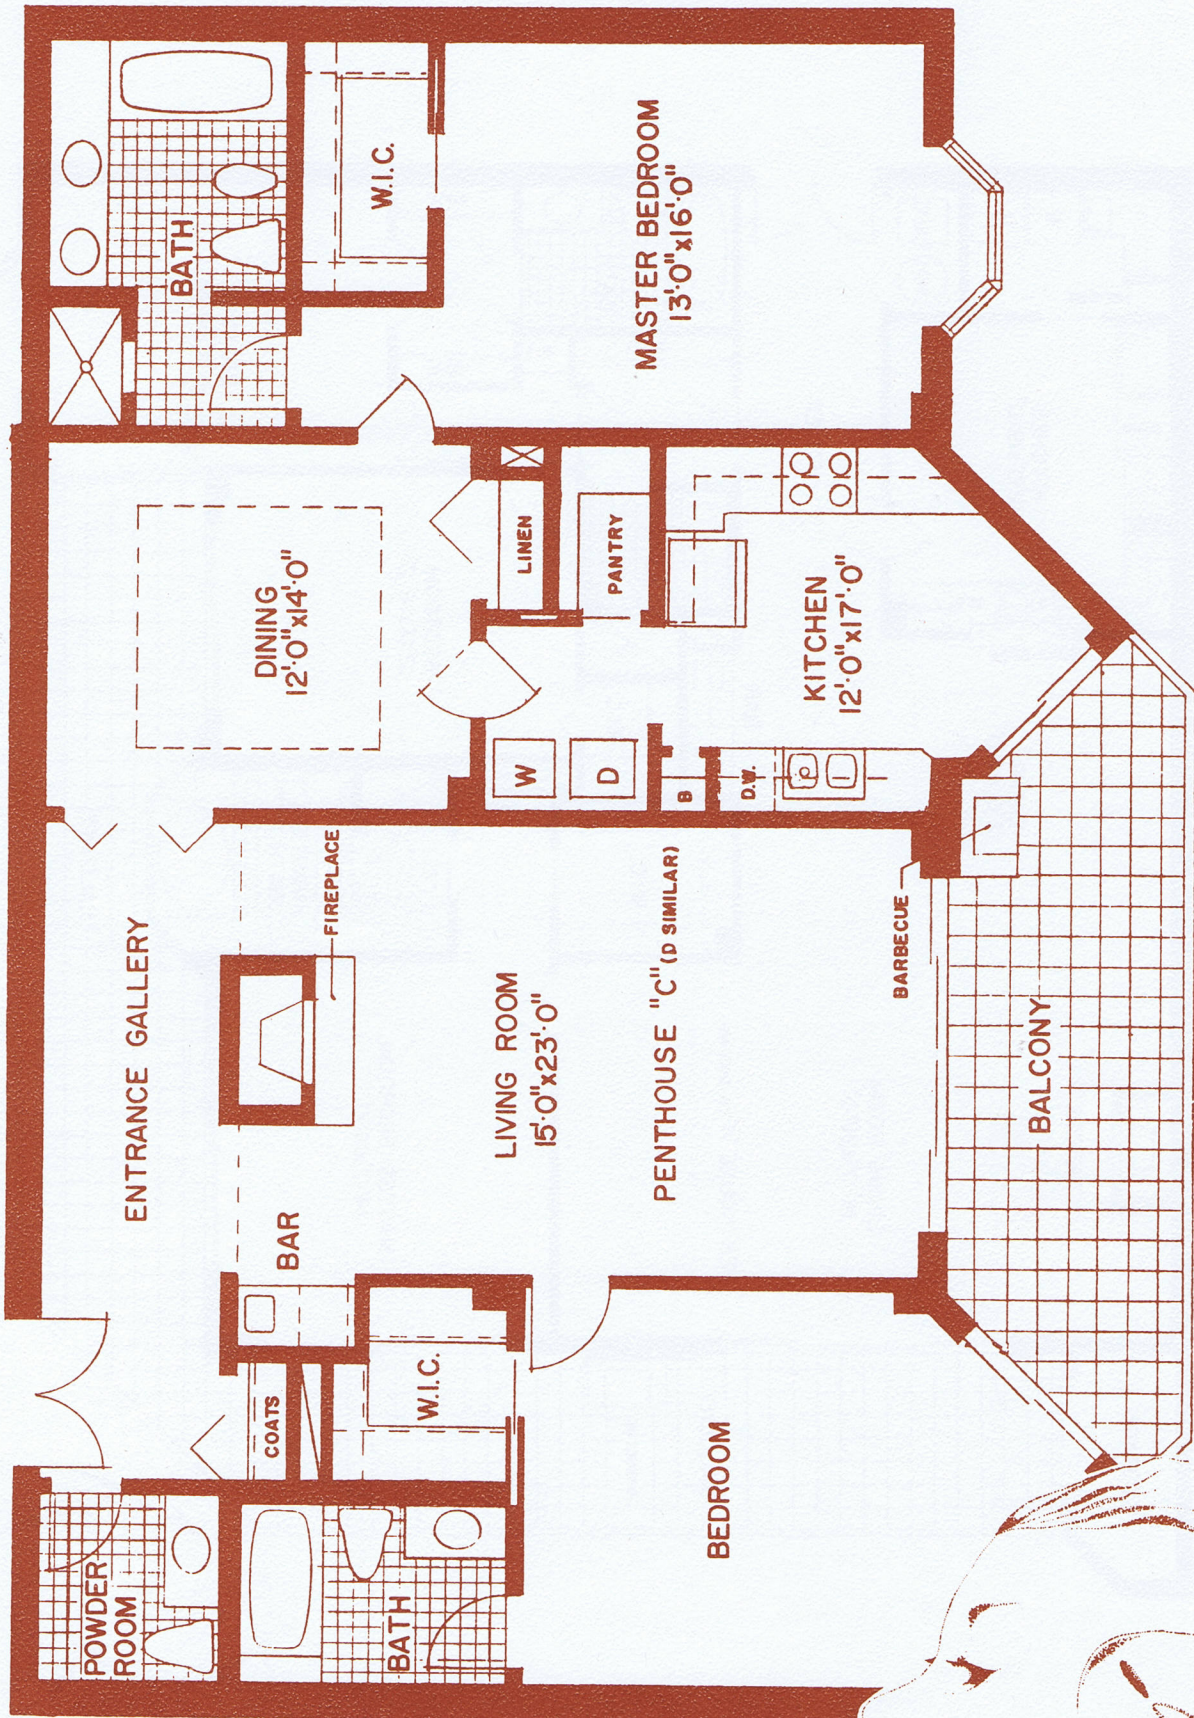 POWDER
ROOM
BATH
COATS
W.I.C.
BEDROOM
ENTRANCE GALLERY
BAR
FIREPLACE
LIVING ROOM
15'·0"x23'·0"
PENTHOUSE "C" (D SIMILAR)
BARBECUE
BALCONY
DINING
12'·0"x14'·0"
LINEN
PANTRY
W
D
B
D.W.
KITCHEN
12'·0"x17'·0"
BATH
W.I.C.
MASTER BEDROOM
13'·0"x16'·0"